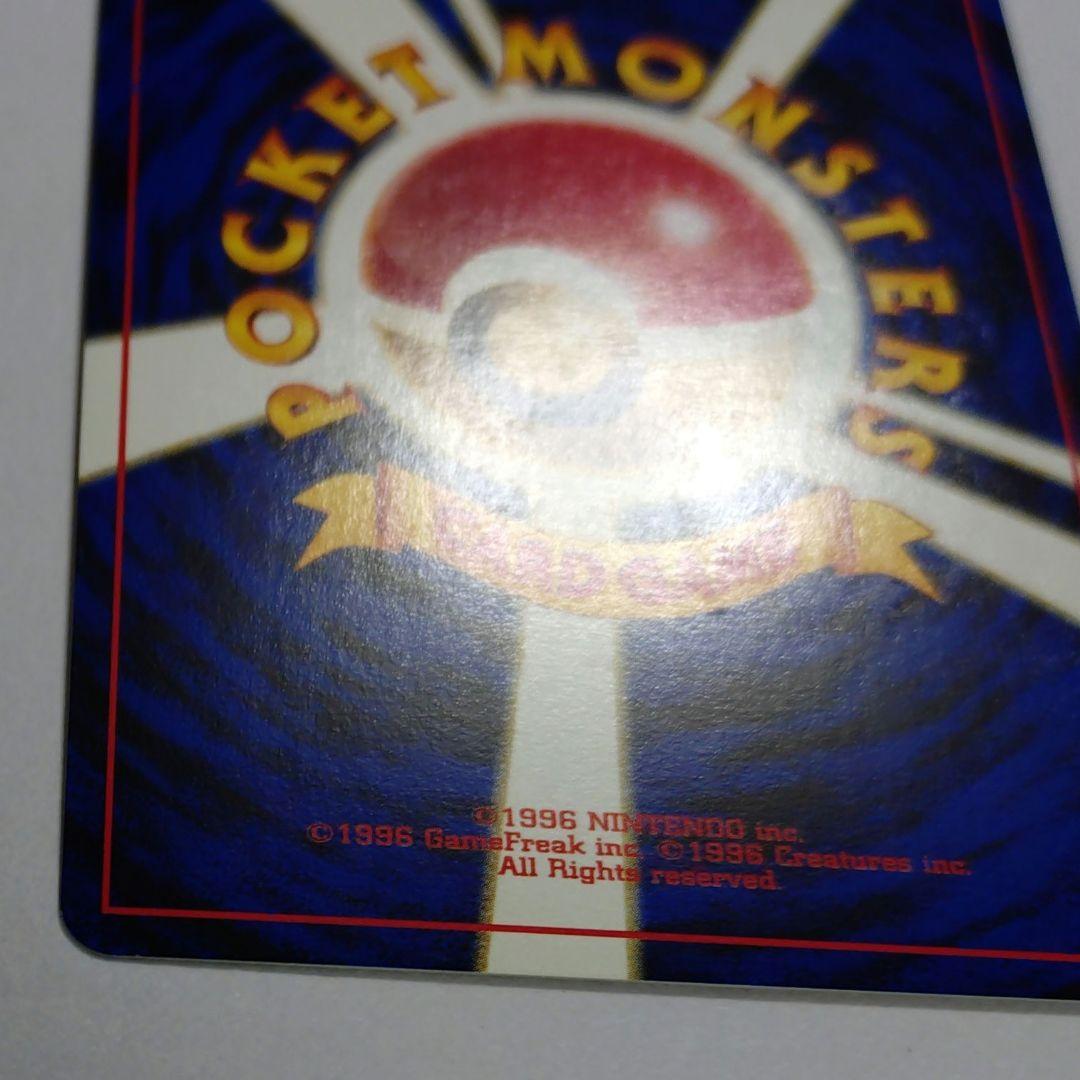 POCKET MONSTERS
CARD GAME
©1996 NINTENDO inc.
©1996 GameFreak inc. ©1996 Creatures inc.
All Rights reserved.